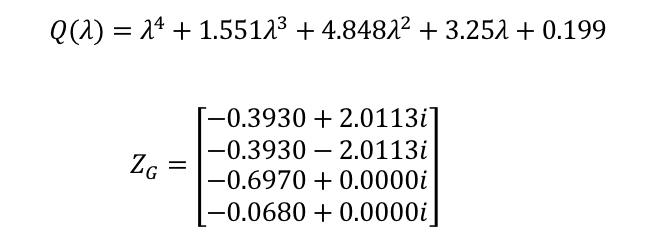 Q(λ) = λ⁴ + 1.551λ³ + 4.848λ² + 3.25λ + 0.199
Z_G = [−0.3930 + 2.0113i
−0.3930 − 2.0113i
−0.6970 + 0.0000i
−0.0680 + 0.0000i]